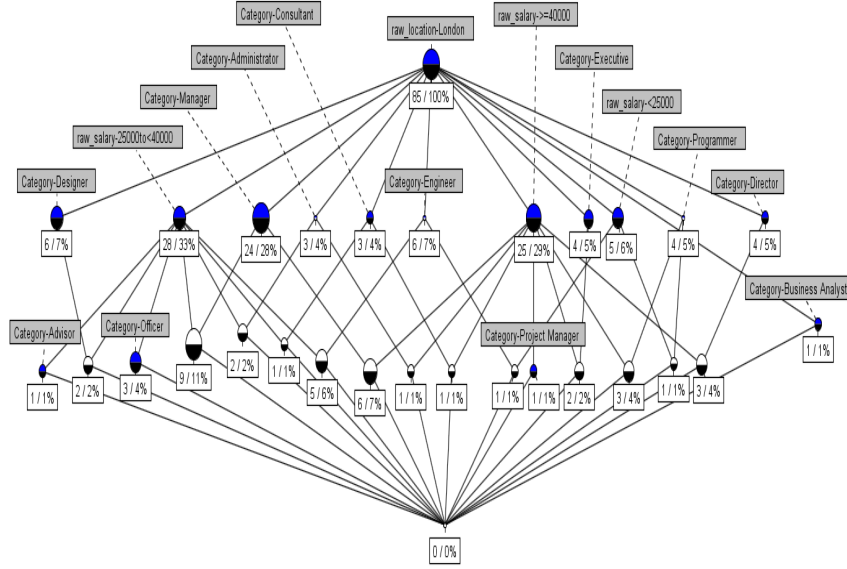 Category-Consultant
raw_location-London
raw_salary->=40000
Category-Administrator
Category-Executive
Category-Manager
raw_salary-<25000
85 / 100%
raw_salary-25000to<40000
Category-Programmer
Category-Designer
Category-Engineer
Category-Director
6 / 7%
28 / 33%
24 / 28%
3 / 4%
3 / 4%
6 / 7%
25 / 29%
4 / 5%
5 / 6%
4 / 5%
4 / 5%
Category-Business Analyst
Category-Advisor
Category-Officer
Category-Project Manager
1 / 1%
1 / 1%
2 / 2%
3 / 4%
9 / 11%
2 / 2%
1 / 1%
5 / 6%
6 / 7%
1 / 1%
1 / 1%
1 / 1%
1 / 1%
2 / 2%
3 / 4%
1 / 1%
3 / 4%
0 / 0%